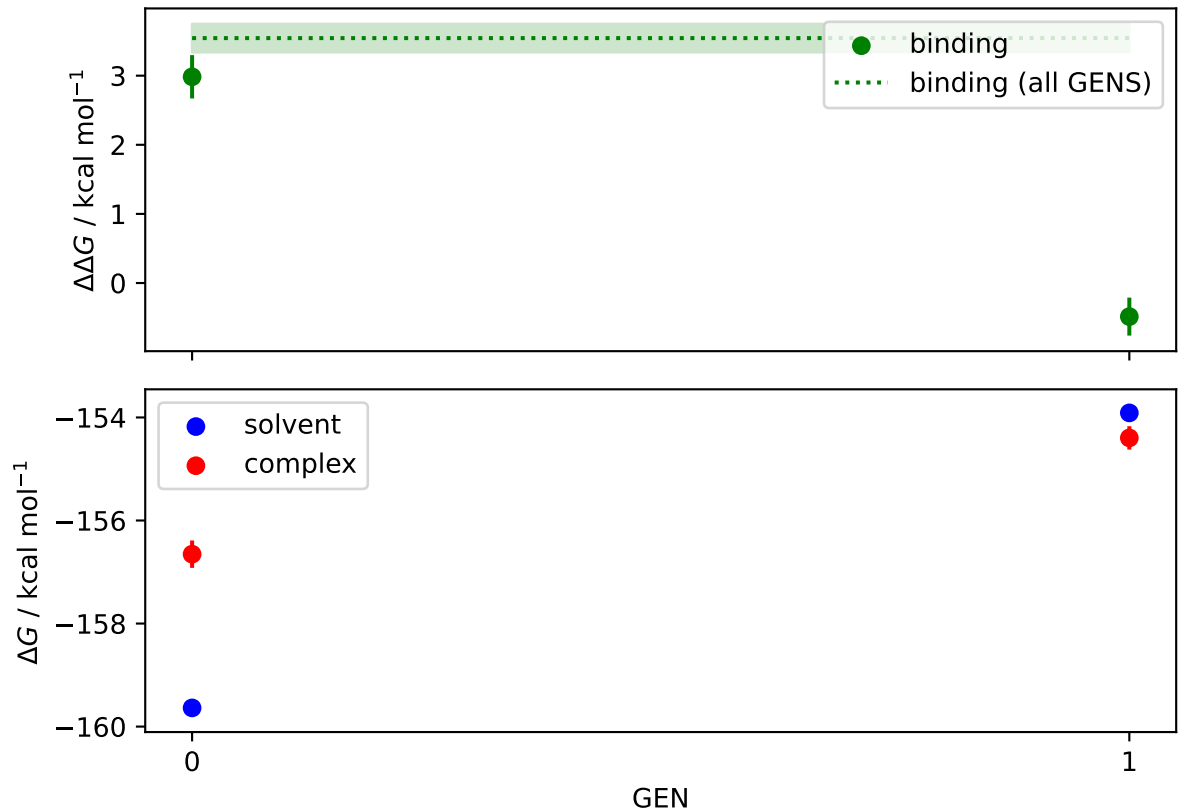 ΔΔG / kcal mol⁻¹
3
2
1
0
binding
binding (all GENS)
ΔG / kcal mol⁻¹
−154
−156
−158
−160
solvent
complex
0
1
GEN